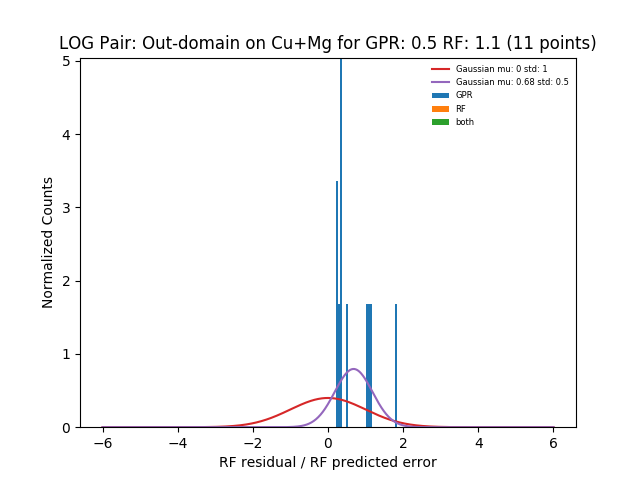 LOG Pair: Out-domain on Cu+Mg for GPR: 0.5 RF: 1.1 (11 points)
Gaussian mu: 0 std: 1
Gaussian mu: 0.68 std: 0.5
GPR
RF
both
Normalized Counts
5
4
3
2
1
0
−6 −4 −2 0 2 4 6
RF residual / RF predicted error